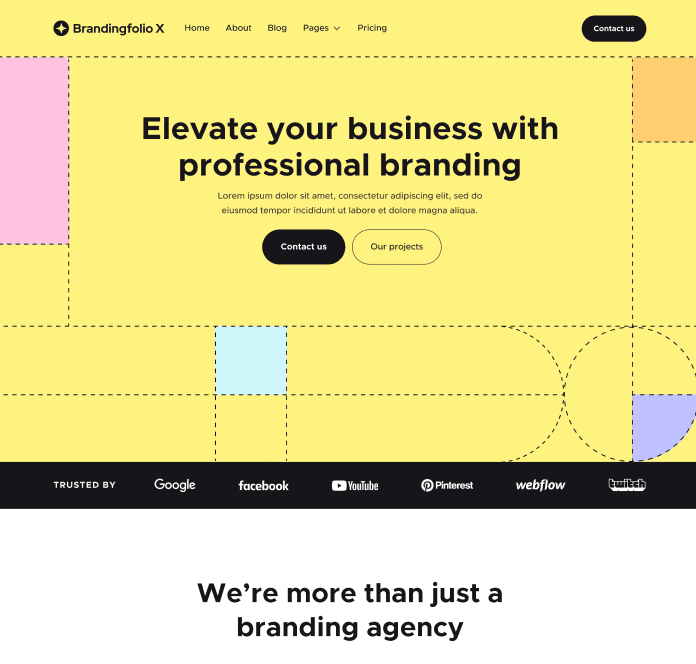 Brandingfolio X Home About Blog Pages Pricing Contact us
Elevate your business with
professional branding
Lorem ipsum dolor sit amet, consectetur adipiscing elit, sed do
eiusmod tempor incididunt ut labore et dolore magna aliqua.
Contact us Our projects
TRUSTED BY Google facebook YouTube Pinterest webflow twitch
We’re more than just a
branding agency